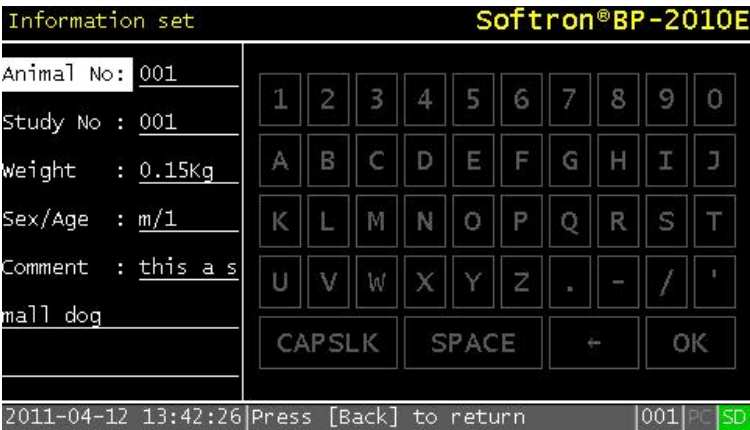 Information set Softron®BP-2010E
Animal No: 001
Study No : 001
Weight : 0.15Kg
Sex/Age : m/1
Comment : this a s
mall dog
1 2 3 4 5 6 7 8 9 0
A B C D E F G H I J
K L M N O P Q R S T
U V W X Y Z . - / '
CAPSLK SPACE ← OK
2011-04-12 13:42:26 Press [Back] to return 001 PC SD